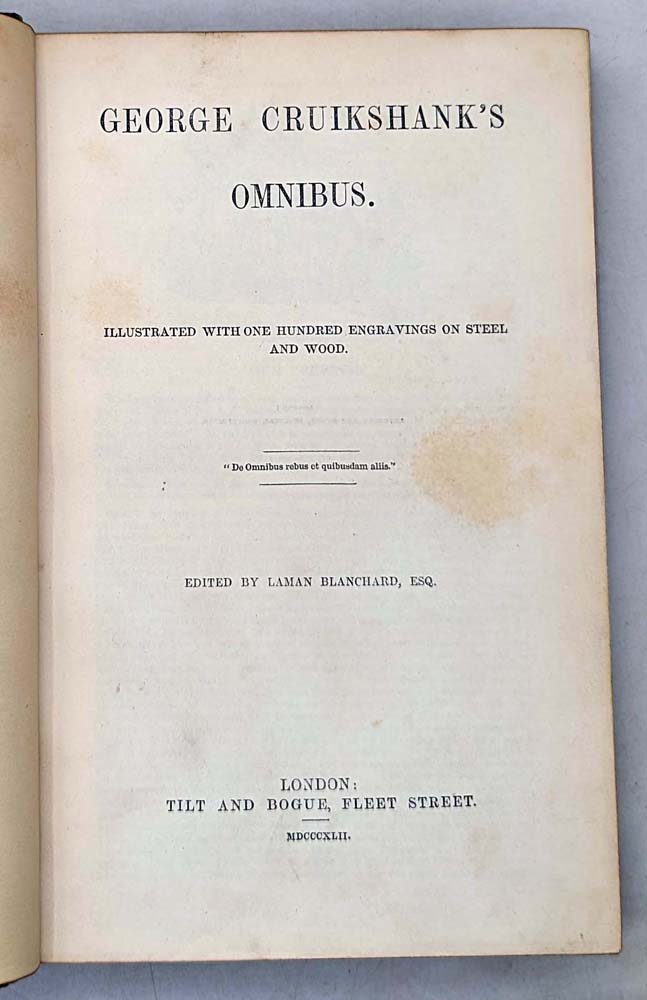 GEORGE CRUIKSHANK'S
OMNIBUS.
ILLUSTRATED WITH ONE HUNDRED ENGRAVINGS ON STEEL
AND WOOD.
"De Omnibus rebus et quibusdam aliis."
EDITED BY LAMAN BLANCHARD, ESQ.
LONDON:
TILT AND BOGUE, FLEET STREET.
MDCCCXLII.